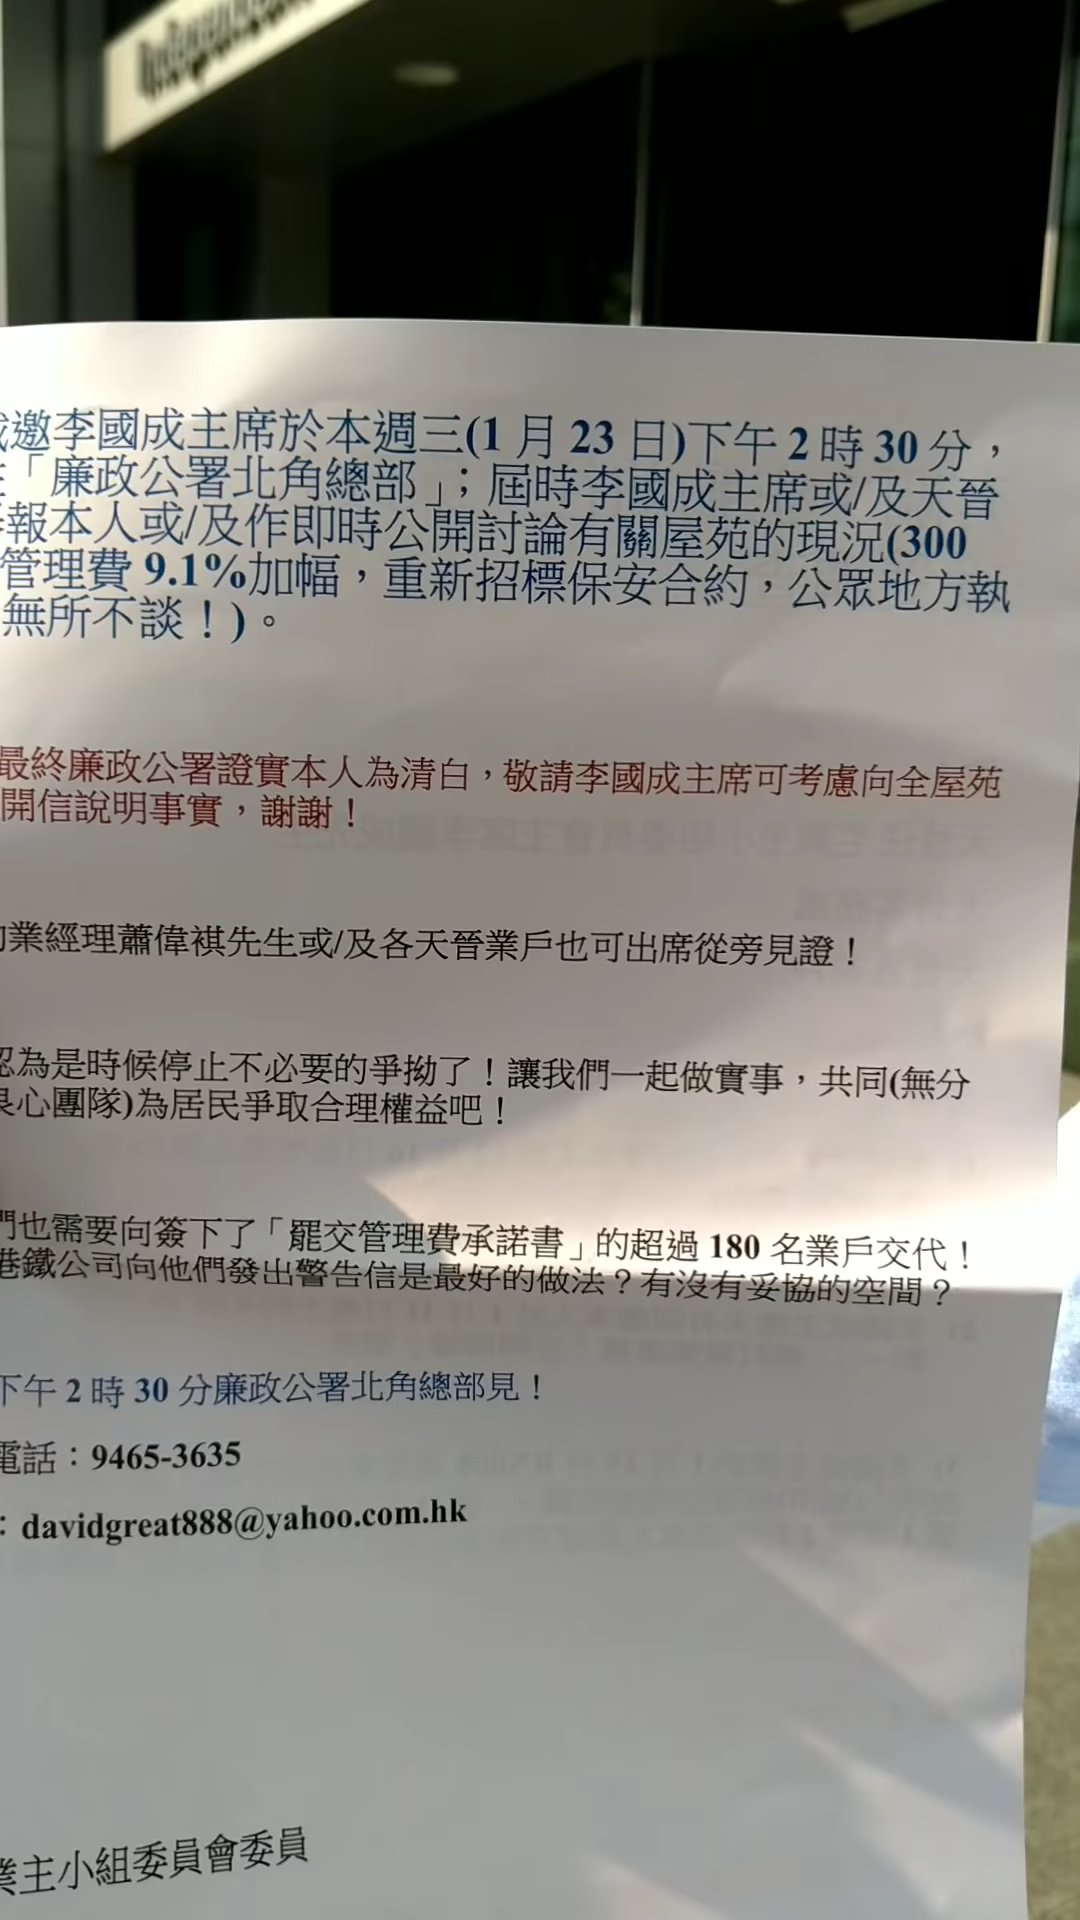 Independent
邀李國成主席於本週三(1 月 23 日)下午 2 時 30 分，
「廉政公署北角總部」；屆時李國成主席或/及天晉
報本人或/及作即時公開討論有關屋苑的現況(300
管理費 9.1%加幅，重新招標保安合約，公眾地方執
無所不談！)。
最終廉政公署證實本人為清白，敬請李國成主席可考慮向全屋苑
開信說明事實，謝謝！
業經理蕭偉祺先生或/及各天晉業戶也可出席從旁見證！
認為是時候停止不必要的爭拗了！讓我們一起做實事，共同(無分
良心團隊)為居民爭取合理權益吧！
們也需要向簽下了「罷交管理費承諾書」的超過 180 名業戶交代！
港鐵公司向他們發出警告信是最好的做法？有沒有妥協的空間？
下午 2 時 30 分廉政公署北角總部見！
電話：9465-3635
：davidgreat888@yahoo.com.hk
業主小組委員會委員